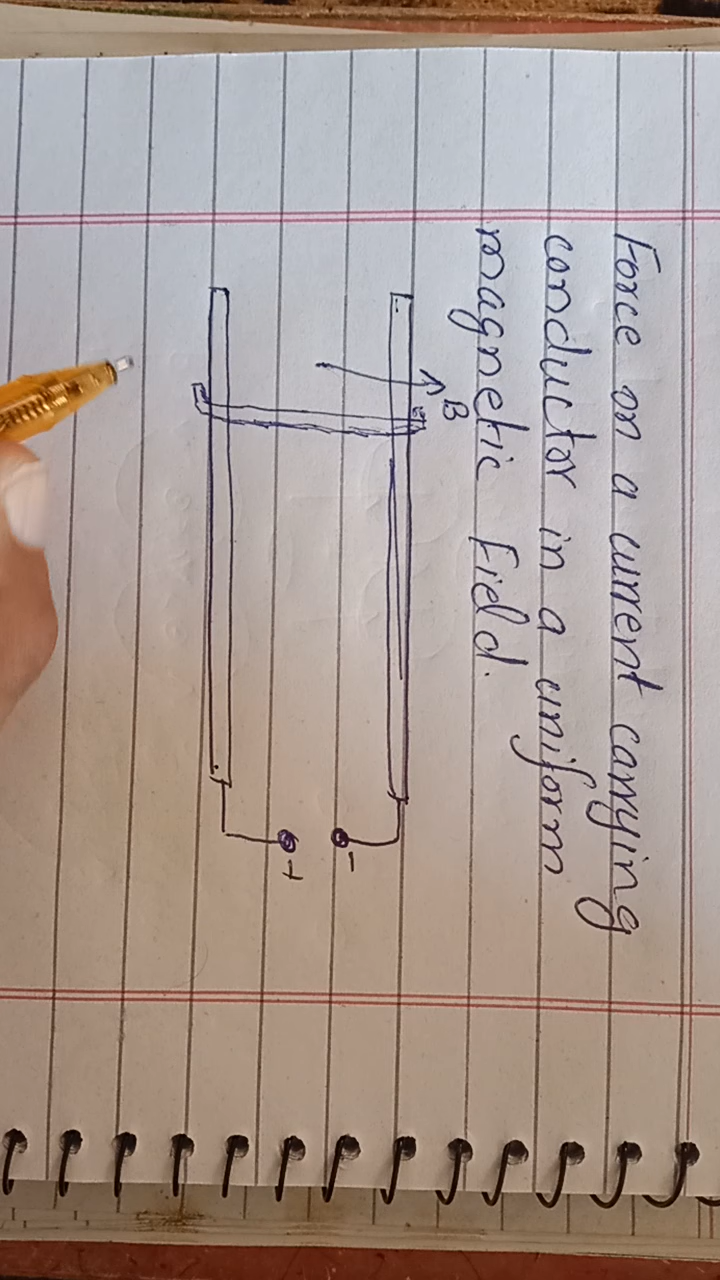 Force on a current carrying
conductor in a uniform
magnetic field.
B
-
+